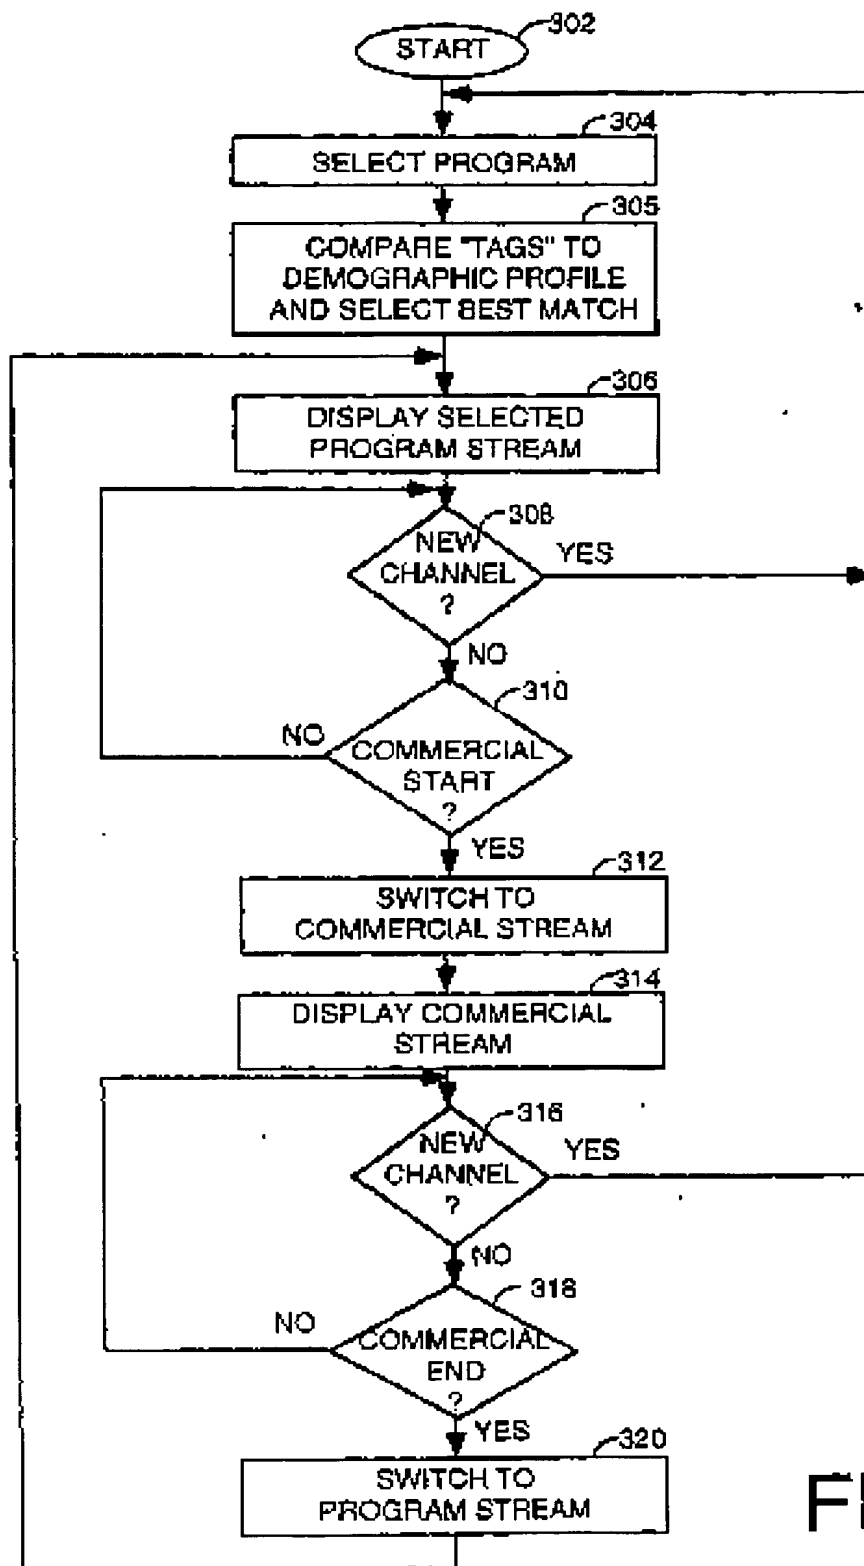 302
START
304
SELECT PROGRAM
305
COMPARE "TAGS" TO
DEMOGRAPHIC PROFILE
AND SELECT BEST MATCH
306
DISPLAY SELECTED
PROGRAM STREAM
308
NEW
CHANNEL
?
YES
NO
310
NO
COMMERCIAL
START
?
YES
312
SWITCH TO
COMMERCIAL STREAM
314
DISPLAY COMMERCIAL
STREAM
316
NEW
CHANNEL
?
YES
NO
318
NO
COMMERCIAL
END
?
YES
320
SWITCH TO
PROGRAM STREAM